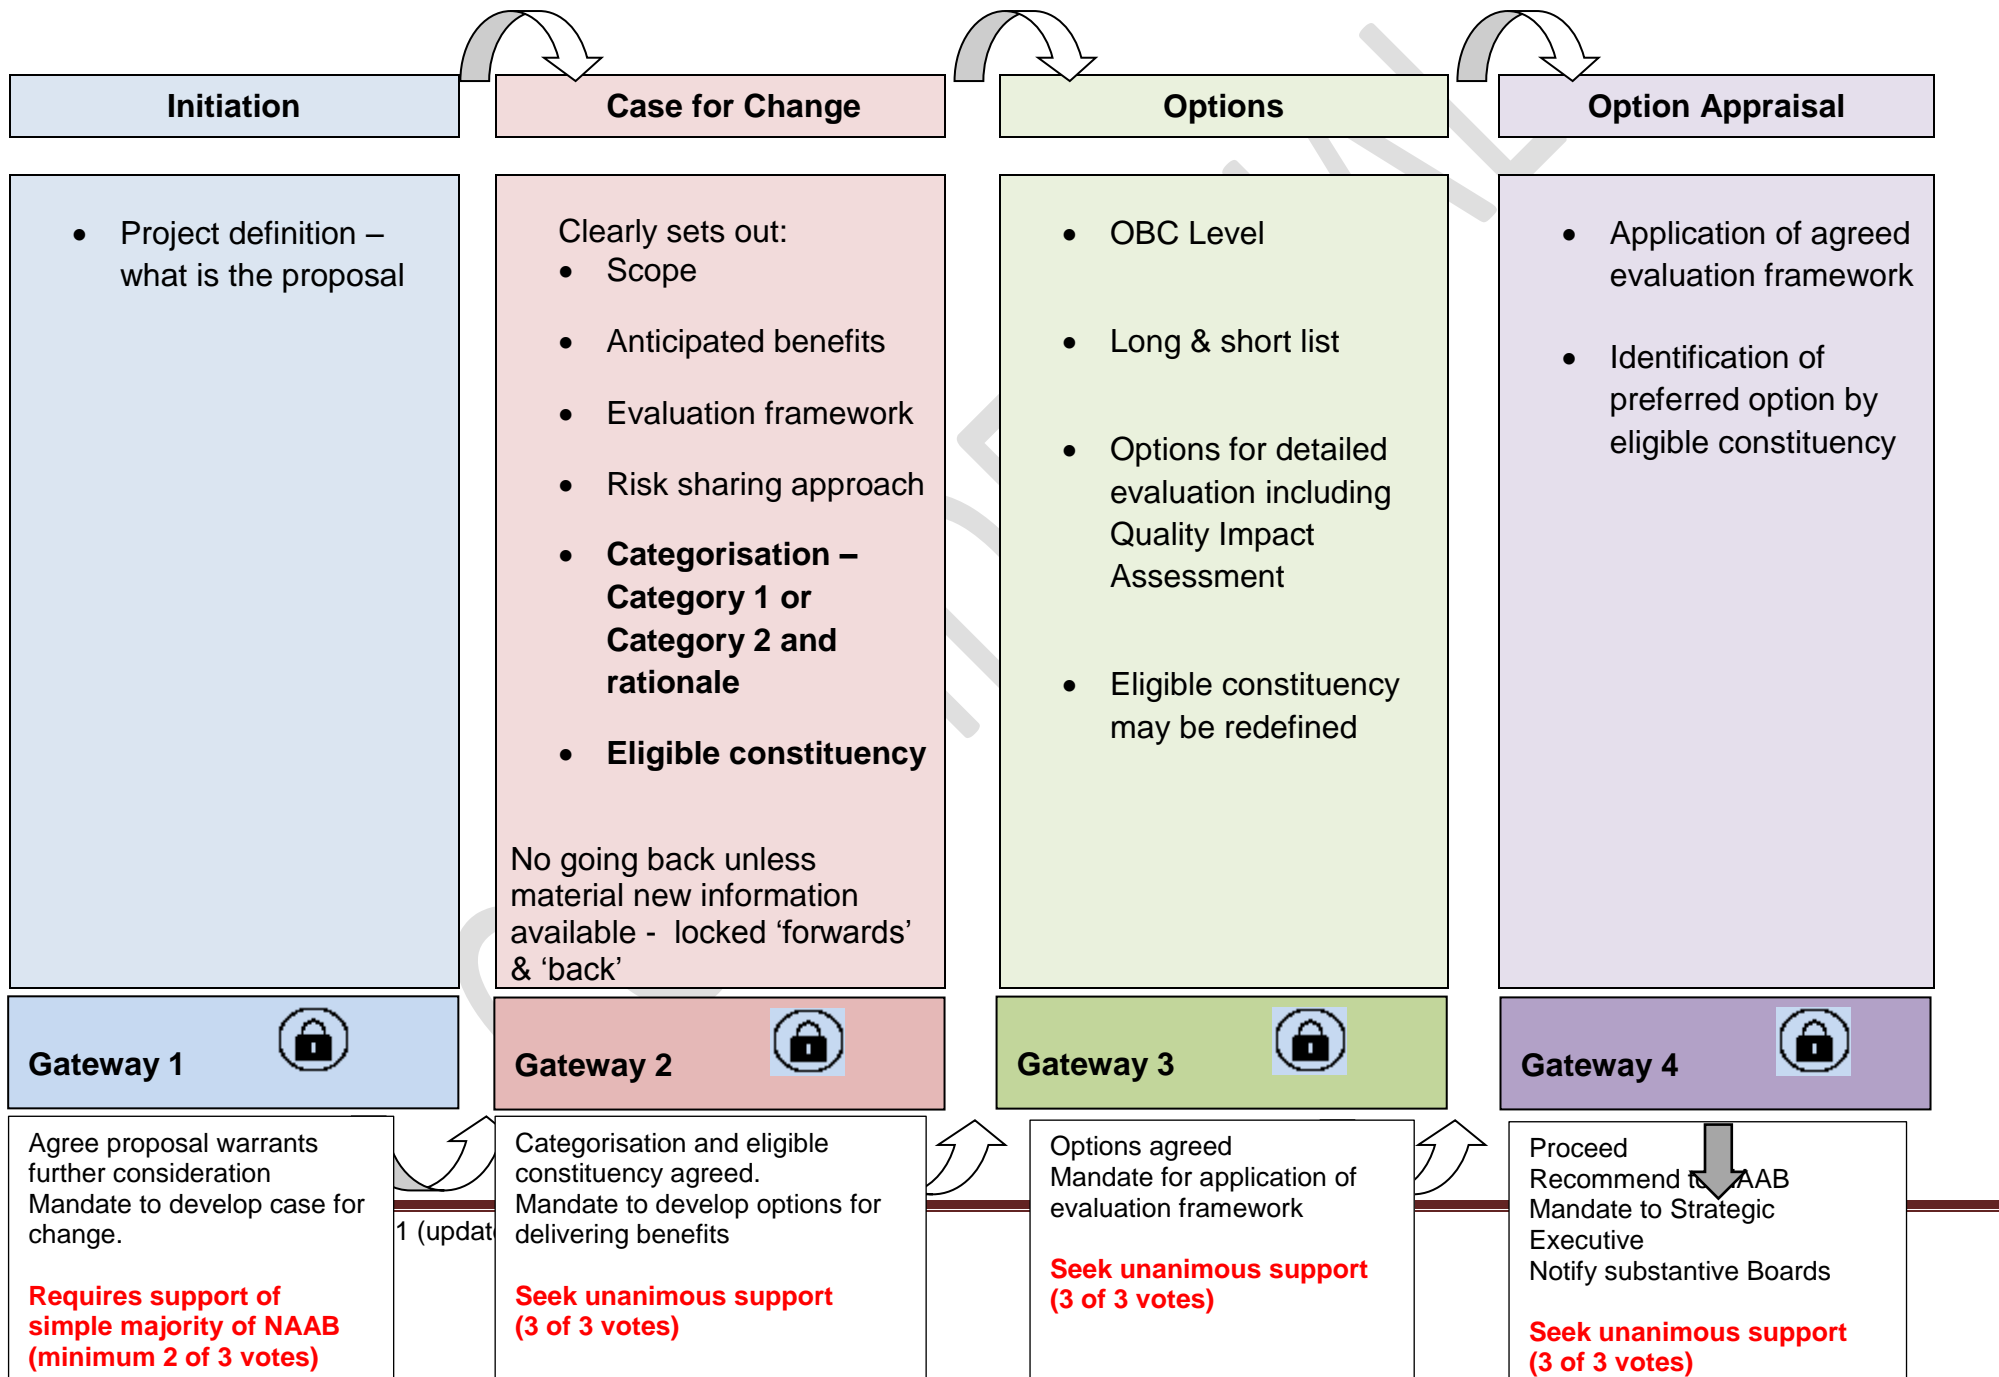 Initiation
• Project definition –
what is the proposal
Gateway 1
Agree proposal warrants
further consideration
Mandate to develop case for
change.
Requires support of
simple majority of NAAB
(minimum 2 of 3 votes)
Case for Change
Clearly sets out:
• Scope
• Anticipated benefits
• Evaluation framework
• Risk sharing approach
• Categorisation –
Category 1 or
Category 2 and
rationale
• Eligible constituency
No going back unless
material new information
available - locked ‘forwards’
& ‘back’
Gateway 2
Categorisation and eligible
constituency agreed.
Mandate to develop options for
delivering benefits
Seek unanimous support
(3 of 3 votes)
Options
• OBC Level
• Long & short list
• Options for detailed
evaluation including
Quality Impact
Assessment
• Eligible constituency
may be redefined
Gateway 3
Options agreed
Mandate for application of
evaluation framework
Seek unanimous support
(3 of 3 votes)
Option Appraisal
• Application of agreed
evaluation framework
• Identification of
preferred option by
eligible constituency
Gateway 4
Proceed
Recommend to NAAB
Mandate to Strategic
Executive
Notify substantive Boards
Seek unanimous support
(3 of 3 votes)
1 (updat